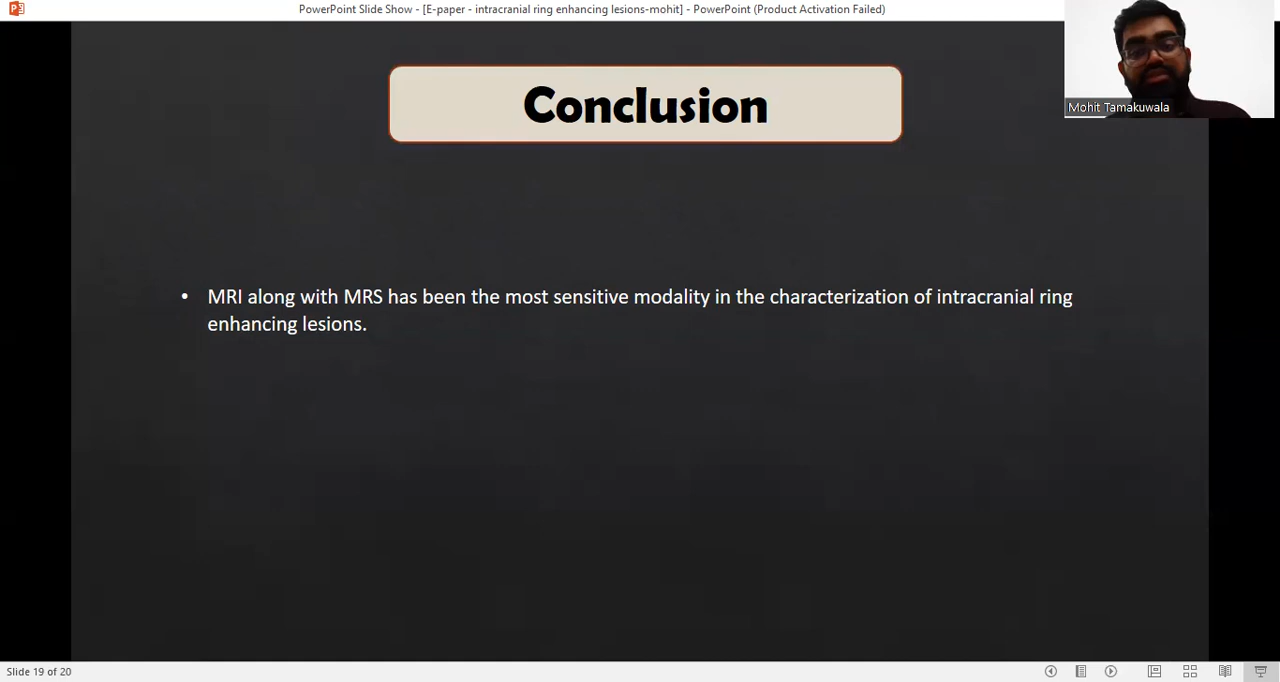 PowerPoint Slide Show - [E-paper - intracranial ring enhancing lesions-mohit] - PowerPoint (Product Activation Failed)
Mohit Tamakuwala
Conclusion
• MRI along with MRS has been the most sensitive modality in the characterization of intracranial ring
enhancing lesions.
Slide 19 of 20